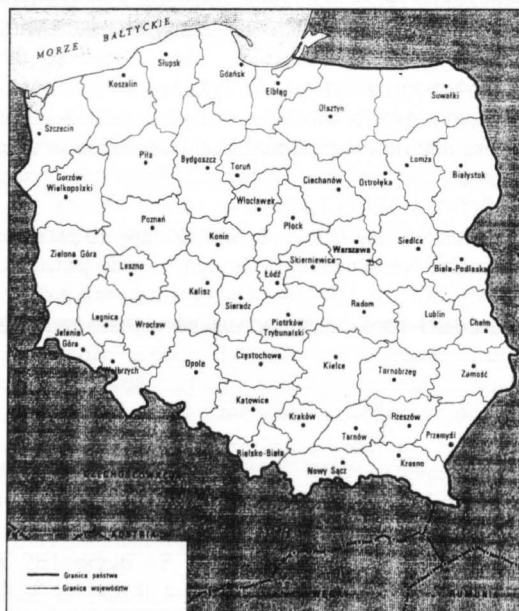 MORZE BAŁTYCKIE
Słupsk
Koszalin
Gdańsk
Elbląg
Suwałki
Olsztyn
Szczecin
Piła
Bydgoszcz
Toruń
Łomża
Ciechanów
Ostrołęka
Białystok
Gorzów
Wielkopolski
Włocławek
Płock
Poznań
Konin
Warszawa
Siedlce
Skierniewice
Zielona Góra
Leszno
Łódź
Biała-Podlaska
Kalisz
Sieradz
Radom
Legnica
Wrocław
Piotrków
Trybunalski
Lublin
Chełm
Jelenia
Góra
Wałbrzych
Opole
Częstochowa
Kielce
Tarnobrzeg
Zamość
Katowice
Kraków
Tarnów
Rzeszów
Przemyśl
Bielsko-Biała
Nowy Sącz
Krosno
AUSTRIA
RUMUNIA
Granica państwa
Granica województw